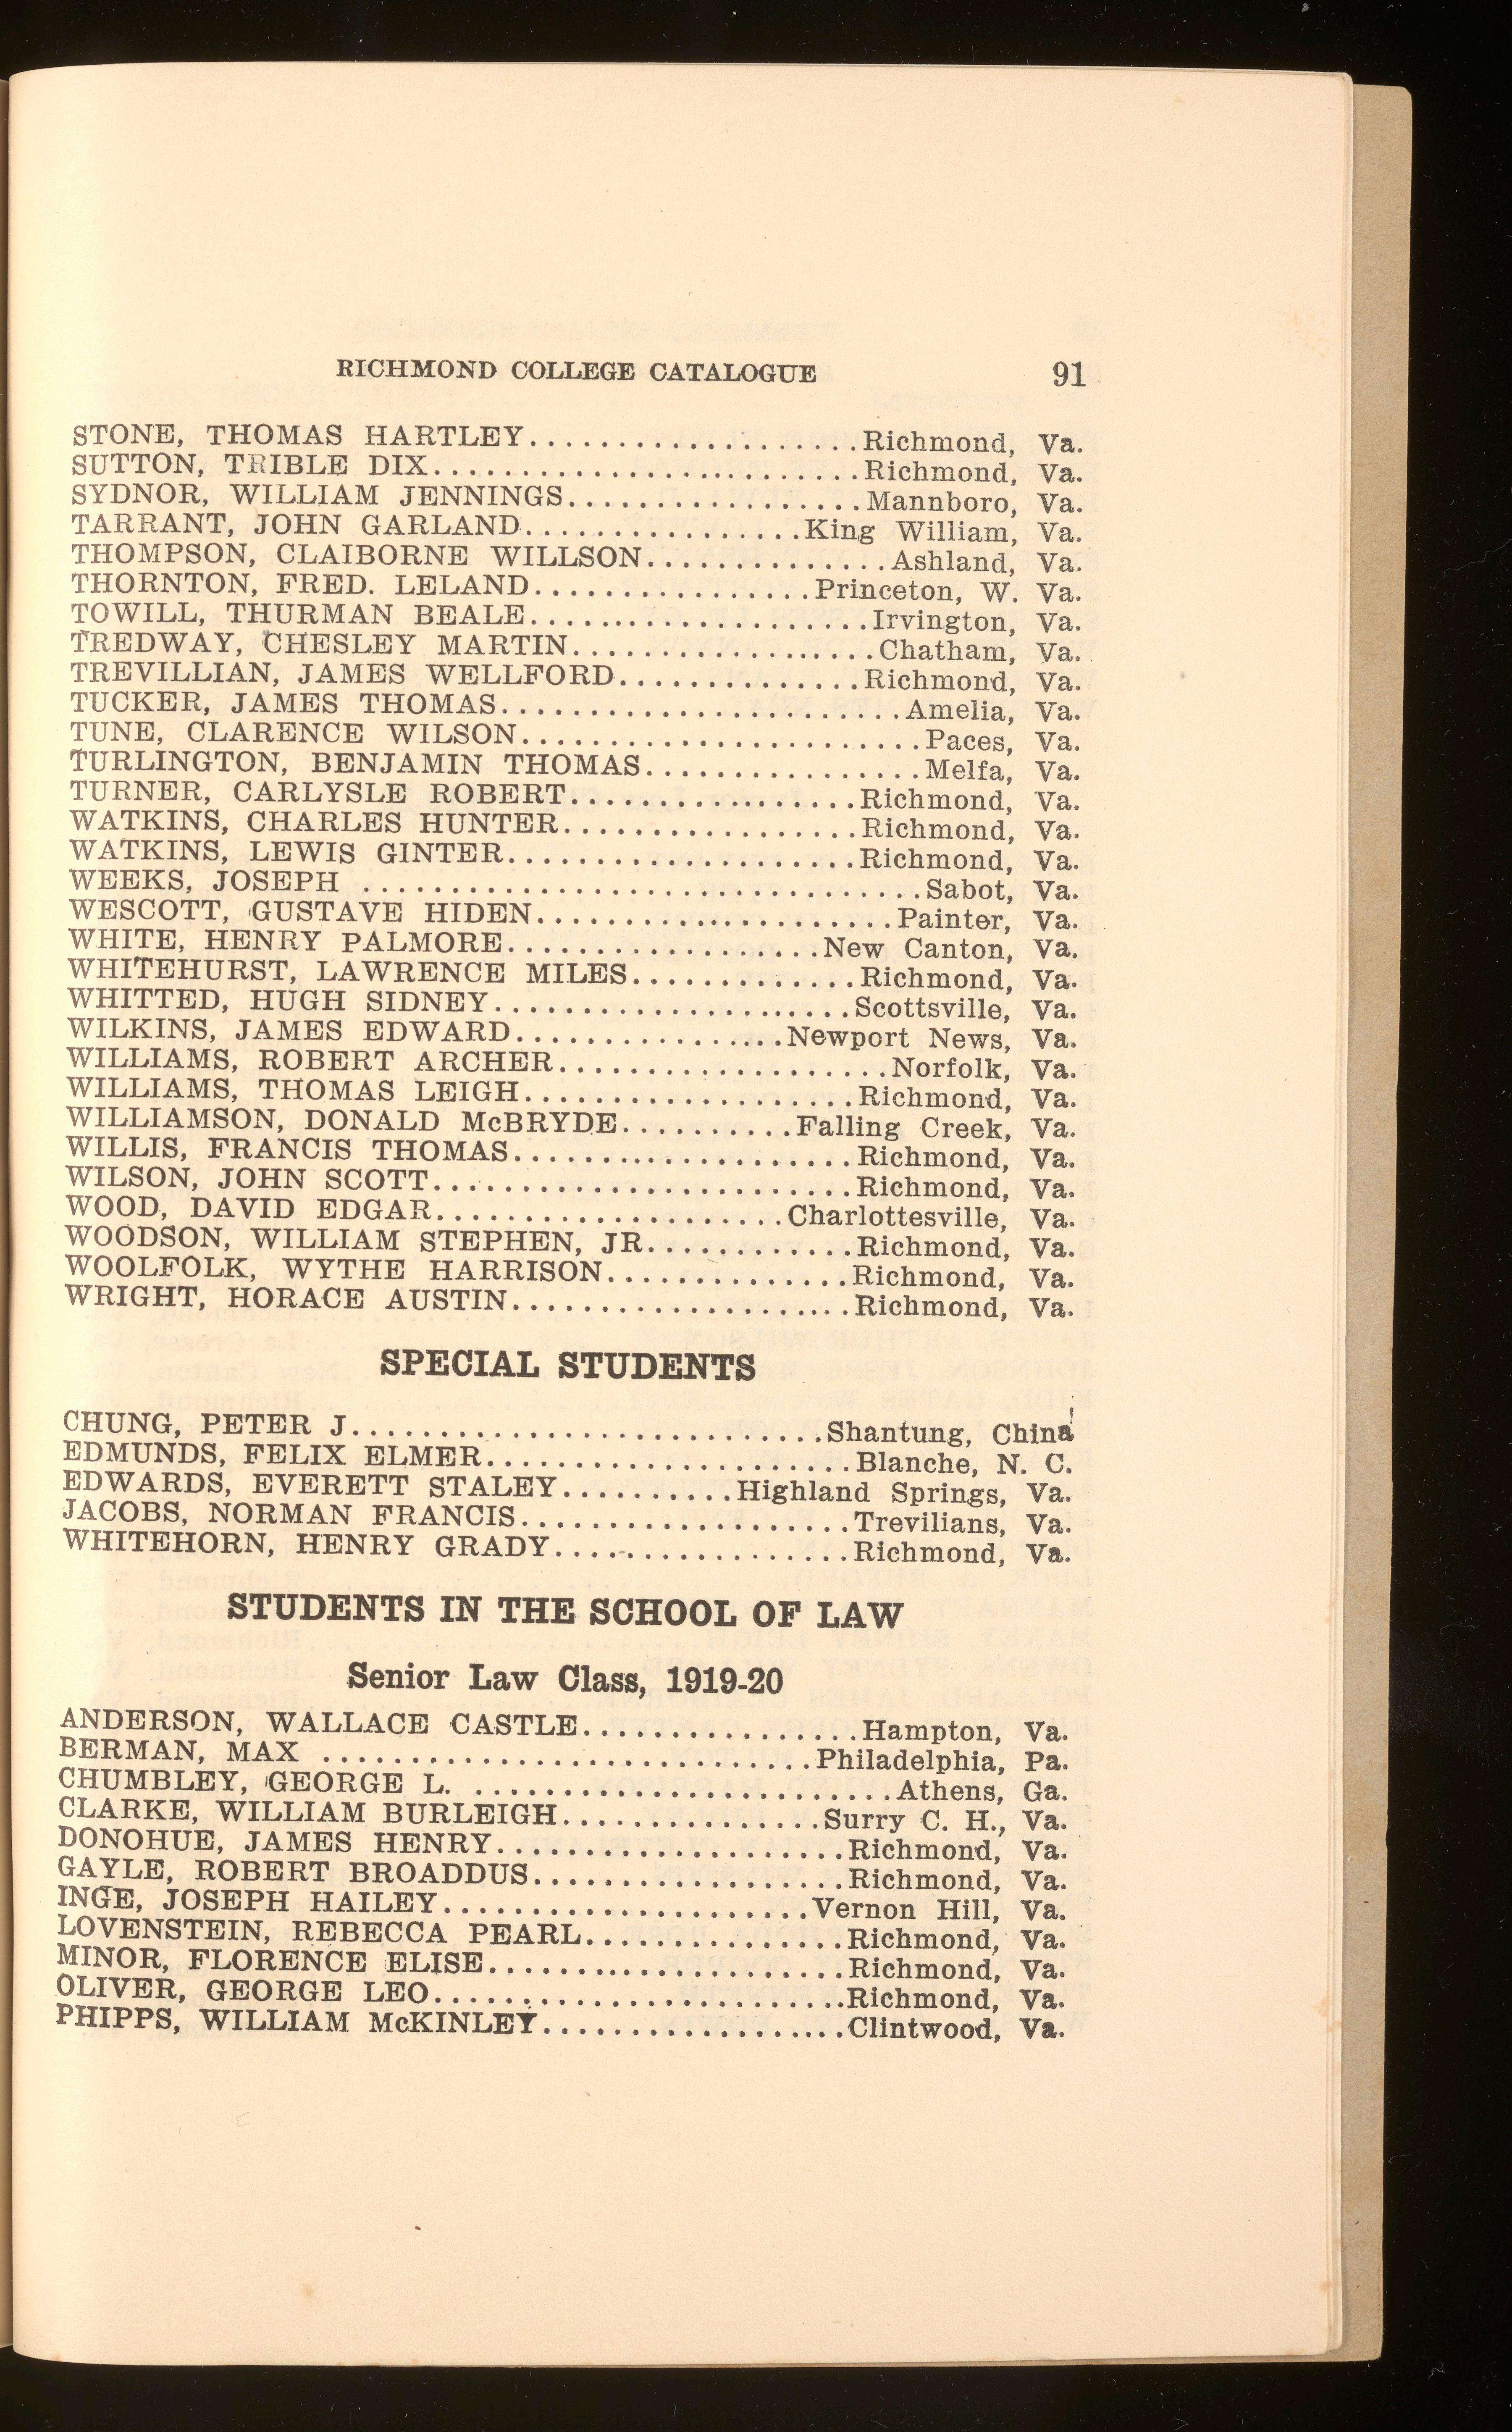 RICHMOND COLLEGE CATALOGUE 91
STONE, THOMAS HARTLEY...................Richmond, Va.
SUTTON, TRIBLE DIX.........................Richmond, Va.
SYDNOR, WILLIAM JENNINGS.................Mannboro, Va.
TARRANT, JOHN GARLAND................King William, Va.
THOMPSON, CLAIBORNE WILLSON..............Ashland, Va.
THORNTON, FRED. LELAND................Princeton, W. Va.
TOWILL, THURMAN BEALE....................Irvington, Va.
TREDWAY, CHESLEY MARTIN..................Chatham, Va.
TREVILLIAN, JAMES WELLFORD..............Richmond, Va.
TUCKER, JAMES THOMAS.......................Amelia, Va.
TUNE, CLARENCE WILSON.......................Paces, Va.
TURLINGTON, BENJAMIN THOMAS................Melfa, Va.
TURNER, CARLYSLE ROBERT.................Richmond, Va.
WATKINS, CHARLES HUNTER.................Richmond, Va.
WATKINS, LEWIS GINTER....................Richmond, Va.
WEEKS, JOSEPH ................................Sabot, Va.
WESCOTT, GUSTAVE HIDEN.....................Painter, Va.
WHITE, HENRY PALMORE..................New Canton, Va.
WHITEHURST, LAWRENCE MILES.............Richmond, Va.
WHITTED, HUGH SIDNEY.....................Scottsville, Va.
WILKINS, JAMES EDWARD................Newport News, Va.
WILLIAMS, ROBERT ARCHER...................Norfolk, Va.
WILLIAMS, THOMAS LEIGH...................Richmond, Va.
WILLIAMSON, DONALD McBRYDE..........Falling Creek, Va.
WILLIS, FRANCIS THOMAS....................Richmond, Va.
WILSON, JOHN SCOTT........................Richmond, Va.
WOOD, DAVID EDGAR....................Charlottesville, Va.
WOODSON, WILLIAM STEPHEN, JR............Richmond, Va.
WOOLFOLK, WYTHE HARRISON..............Richmond, Va.
WRIGHT, HORACE AUSTIN....................Richmond, Va.
SPECIAL STUDENTS
CHUNG, PETER J...........................Shantung, China
EDMUNDS, FELIX ELMER.....................Blanche, N. C.
EDWARDS, EVERETT STALEY..........Highland Springs, Va.
JACOBS, NORMAN FRANCIS...................Trevilians, Va.
WHITEHORN, HENRY GRADY.................Richmond, Va.
STUDENTS IN THE SCHOOL OF LAW
Senior Law Class, 1919-20
ANDERSON, WALLACE CASTLE................Hampton, Va.
BERMAN, MAX ............................Philadelphia, Pa.
CHUMBLEY, GEORGE L. ........................Athens, Ga.
CLARKE, WILLIAM BURLEIGH...............Surry C. H., Va.
DONOHUE, JAMES HENRY....................Richmond, Va.
GAYLE, ROBERT BROADDUS..................Richmond, Va.
INGE, JOSEPH HAILEY.....................Vernon Hill, Va.
LOVENSTEIN, REBECCA PEARL...............Richmond, Va.
MINOR, FLORENCE ELISE.....................Richmond, Va.
OLIVER, GEORGE LEO........................Richmond, Va.
PHIPPS, WILLIAM McKINLEY..................Clintwood, Va.